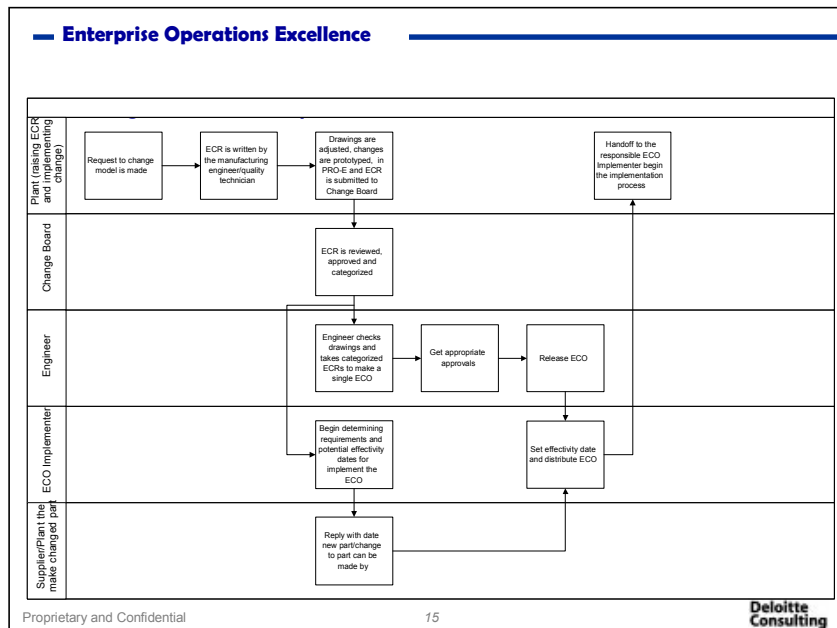 Enterprise Operations Excellence
Plant (raising ECR
and implementing
change)
Request to change
model is made
ECR is written by
the manufacturing
engineer/quality
technician
Drawings are
adjusted, changes
are prototyped, in
PRO-E and ECR
is submitted to
Change Board
Handoff to the
responsible ECO
Implementer begin
the implementation
process
Change Board
ECR is reviewed,
approved and
categorized
Engineer
Engineer checks
drawings and
takes categorized
ECRs to make a
single ECO
Get appropriate
approvals
Release ECO
ECO Implementer
Begin determining
requirements and
potential effectivity
dates for
implement the
ECO
Set effectivity date
and distribute ECO
Supplier/Plant the
make changed part
Reply with date
new part/change
to part can be
made by
Proprietary and Confidential
15
Deloitte
Consulting